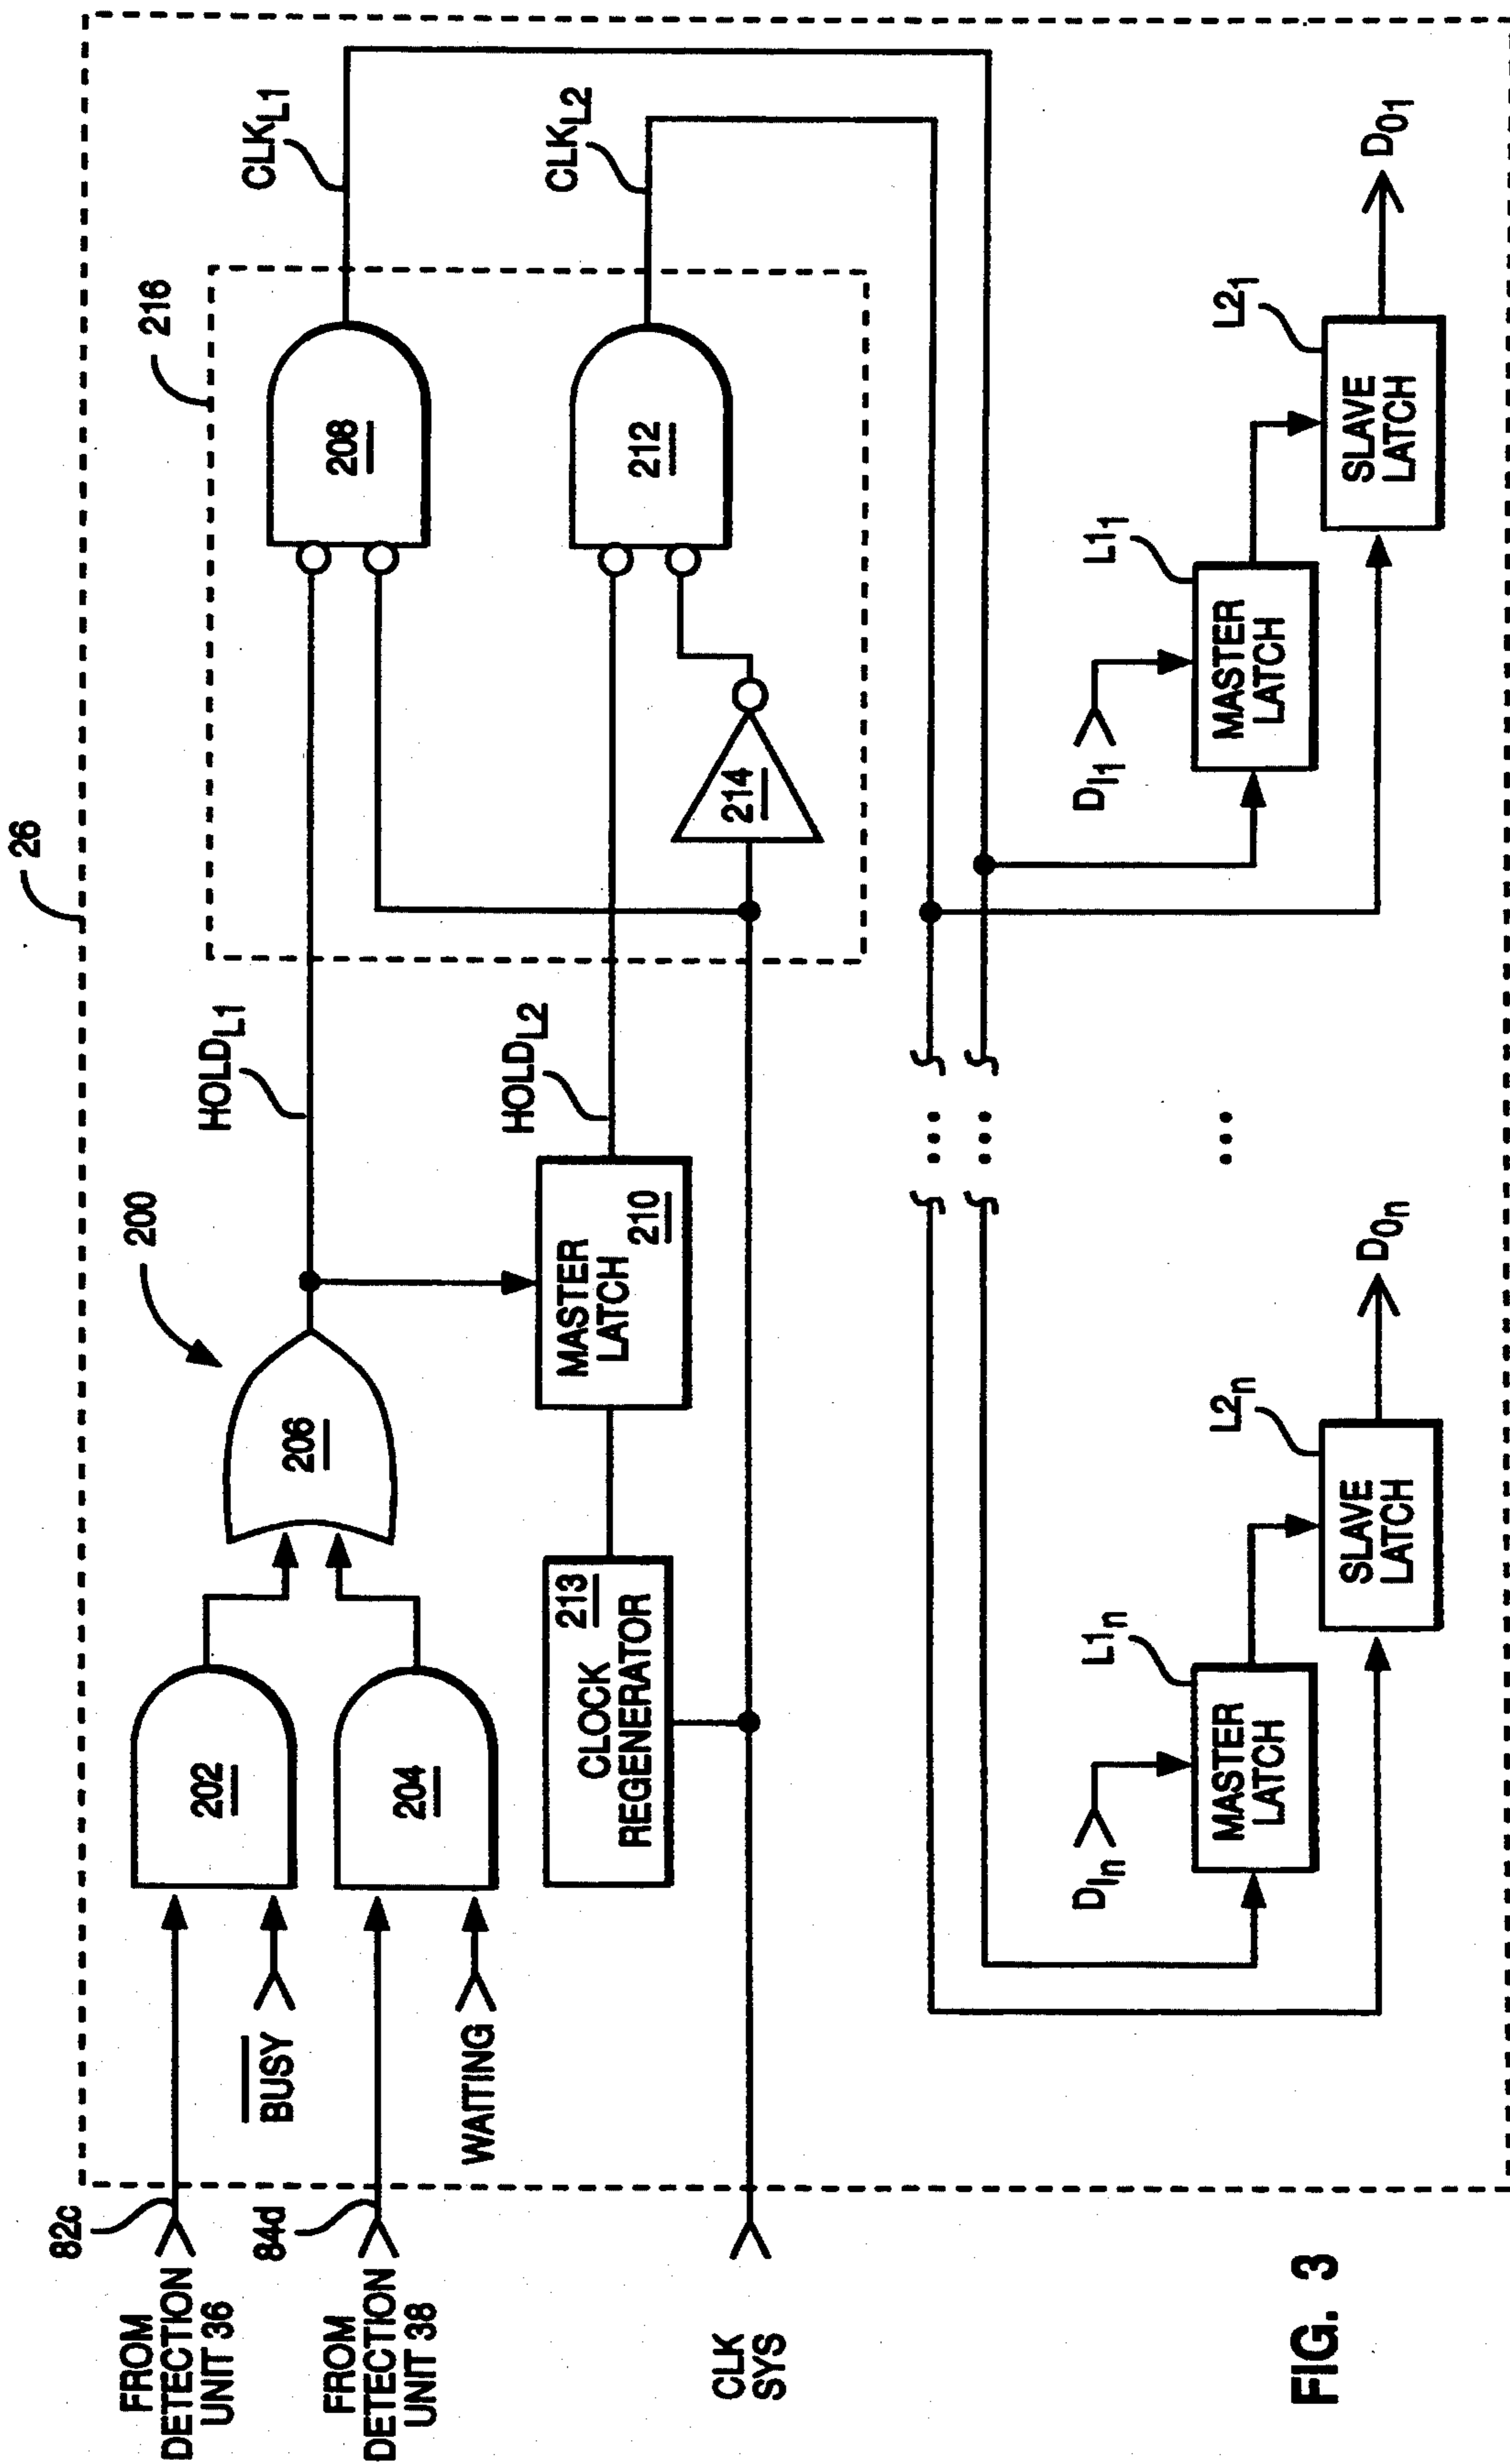 26
216
200
FROM
DETECTION
UNIT 36
82c
BUSY
202
FROM
DETECTION
UNIT 38
84d
WAITING
204
206
HOLDL1
208
CLKL1
213
CLOCK
REGENERATOR
MASTER
LATCH
210
HOLDL2
212
CLKL2
CLK
SYS
214
...
...
DIn
MASTER
LATCH
L1n
SLAVE
LATCH
L2n
D0n
...
DI1
MASTER
LATCH
L11
SLAVE
LATCH
L21
D01
FIG. 3